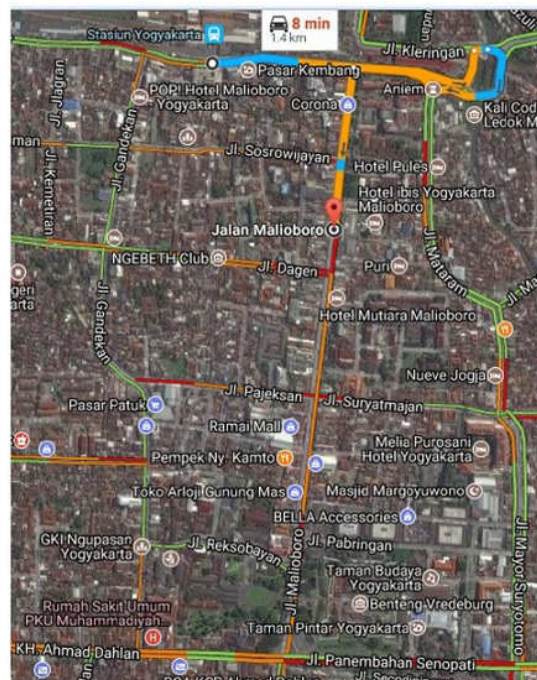 Stasiun Yogyakarta
8 min
1.4 km
Jl. Kleringan
Pasar Kembang
Aniem
POP! Hotel Malioboro
Yogyakarta
Corona
Kali Cod
Ledok M
Jl. Jlagran
Jl. Gandekan
Jl. Sosrowijayan
Jl. Kemetiran
Hotel Pules
Hotel ibis Yogyakarta
Malioboro
Jalan Malioboro
Jl. Mataram
NGEBETH Club
Jl. Dagen
Puri
Jl. Ma
Jl. Gandekan
Hotel Mutiara Malioboro
Nueve Jogja
Jl. Pajeksan
Jl. Suryatmajan
Pasar Patuk
Ramai Mall
Melia Purosani
Hotel Yogyakarta
Pempek Ny. Kamto
Toko Arloji Gunung Mas
Masjid Margoyuwono
BELLA Accessories
GKI Ngupasan
Yogyakarta
Jl. Reksobayan
Jl. Malioboro
Jl. Pabringan
Jl. Mayor Suryotomo
Taman Budaya
Yogyakarta
Rumah Sakit Umum
PKU Muhammadiyah...
Benteng Vredeburg
Taman Pintar Yogyakarta
KH. Ahmad Dahlan
Jl. Panembahan Senopati